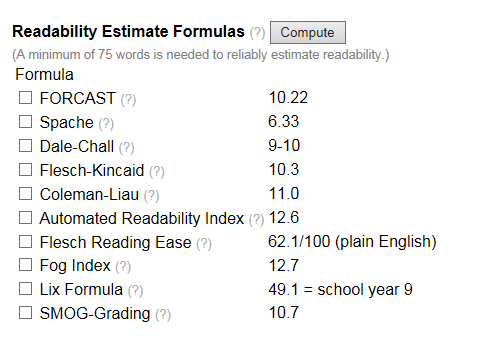 Readability Estimate Formulas (?) Compute
(A minimum of 75 words is needed to reliably estimate readability.)
Formula
FORCAST (?) 10.22
Spache (?) 6.33
Dale-Chall (?) 9-10
Flesch-Kincaid (?) 10.3
Coleman-Liau (?) 11.0
Automated Readability Index (?) 12.6
Flesch Reading Ease (?) 62.1/100 (plain English)
Fog Index (?) 12.7
Lix Formula (?) 49.1 = school year 9
SMOG-Grading (?) 10.7